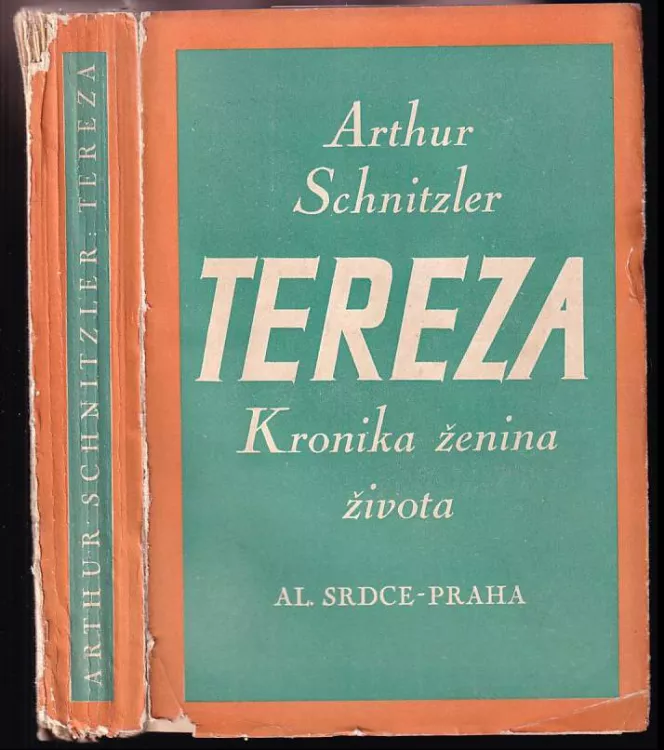 ARTHUR SCHNITZLER: TEREZA
Arthur
Schnitzler
TEREZA
Kronika ženina
života
AL. SRDCE-PRAHA